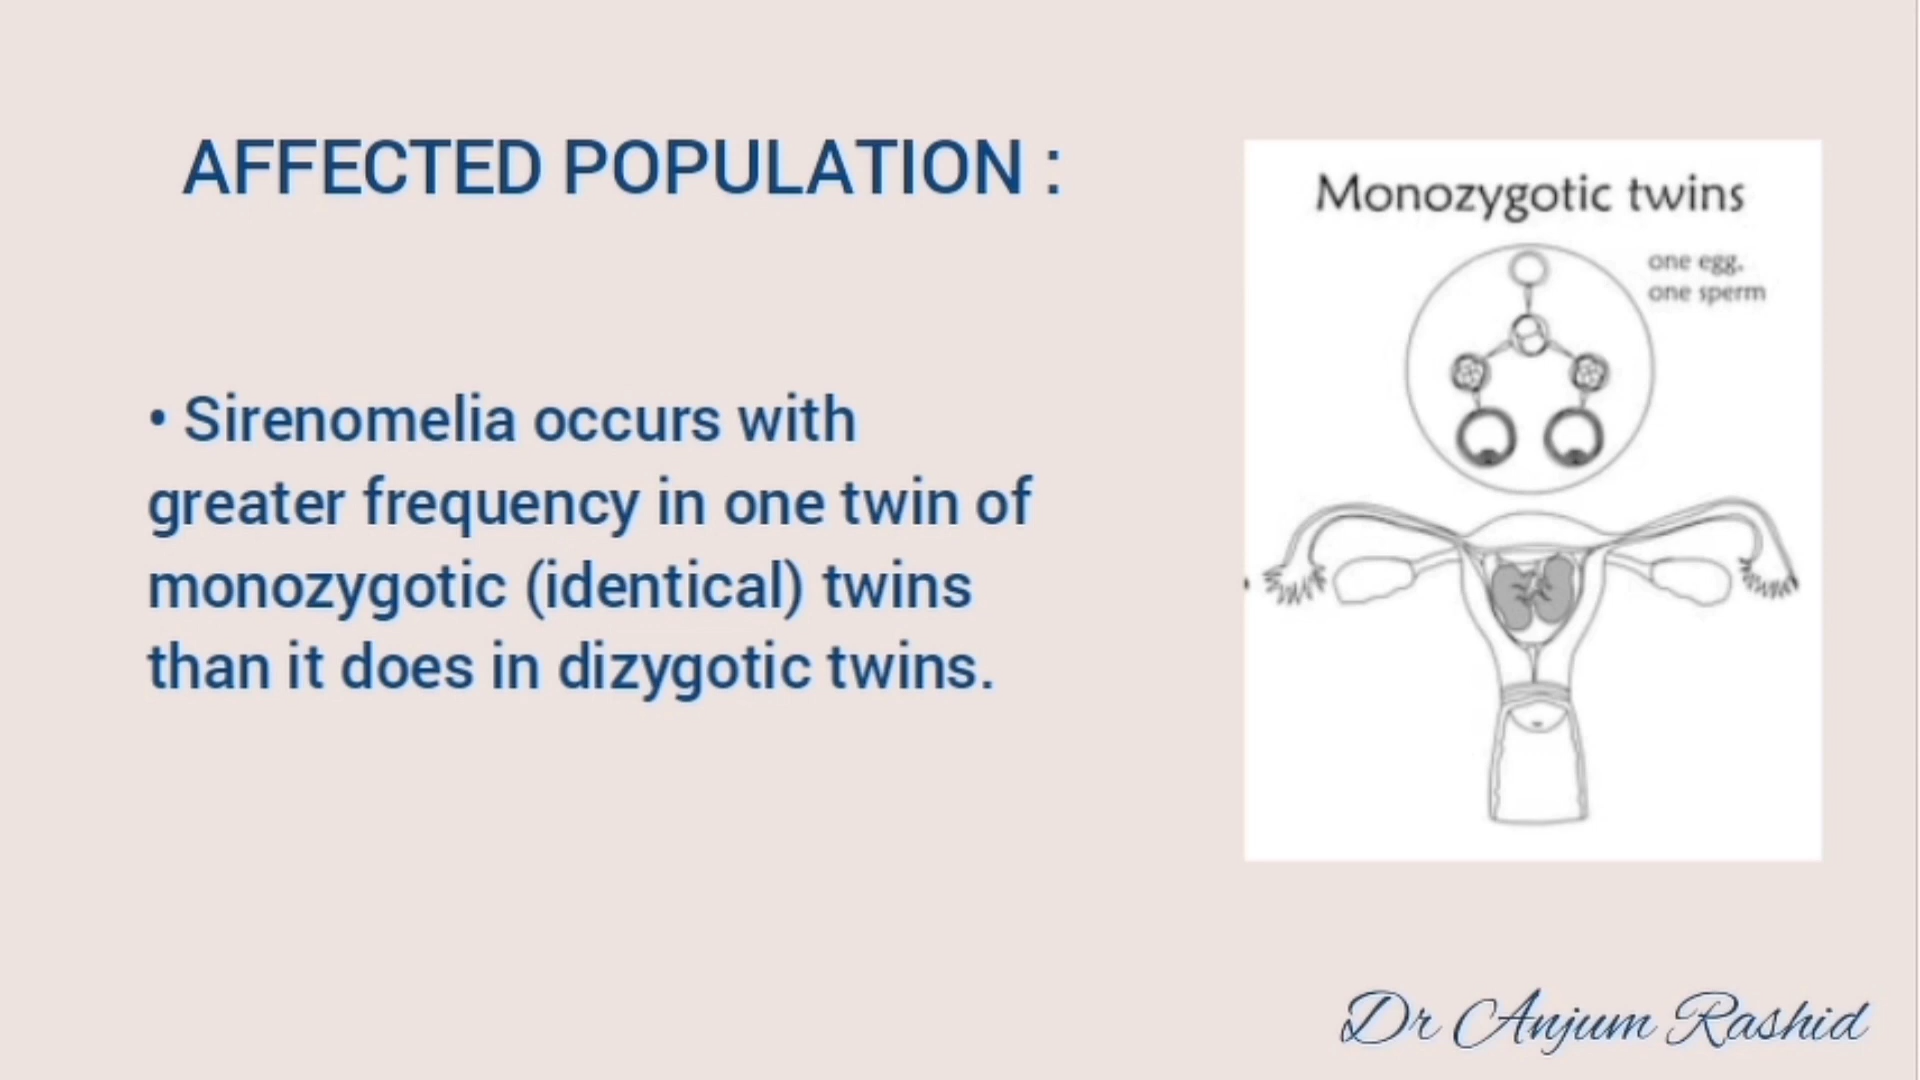 AFFECTED POPULATION :
• Sirenomelia occurs with
greater frequency in one twin of
monozygotic (identical) twins
than it does in dizygotic twins.
Monozygotic twins
one egg.
one sperm
Dr Anjum Rashid